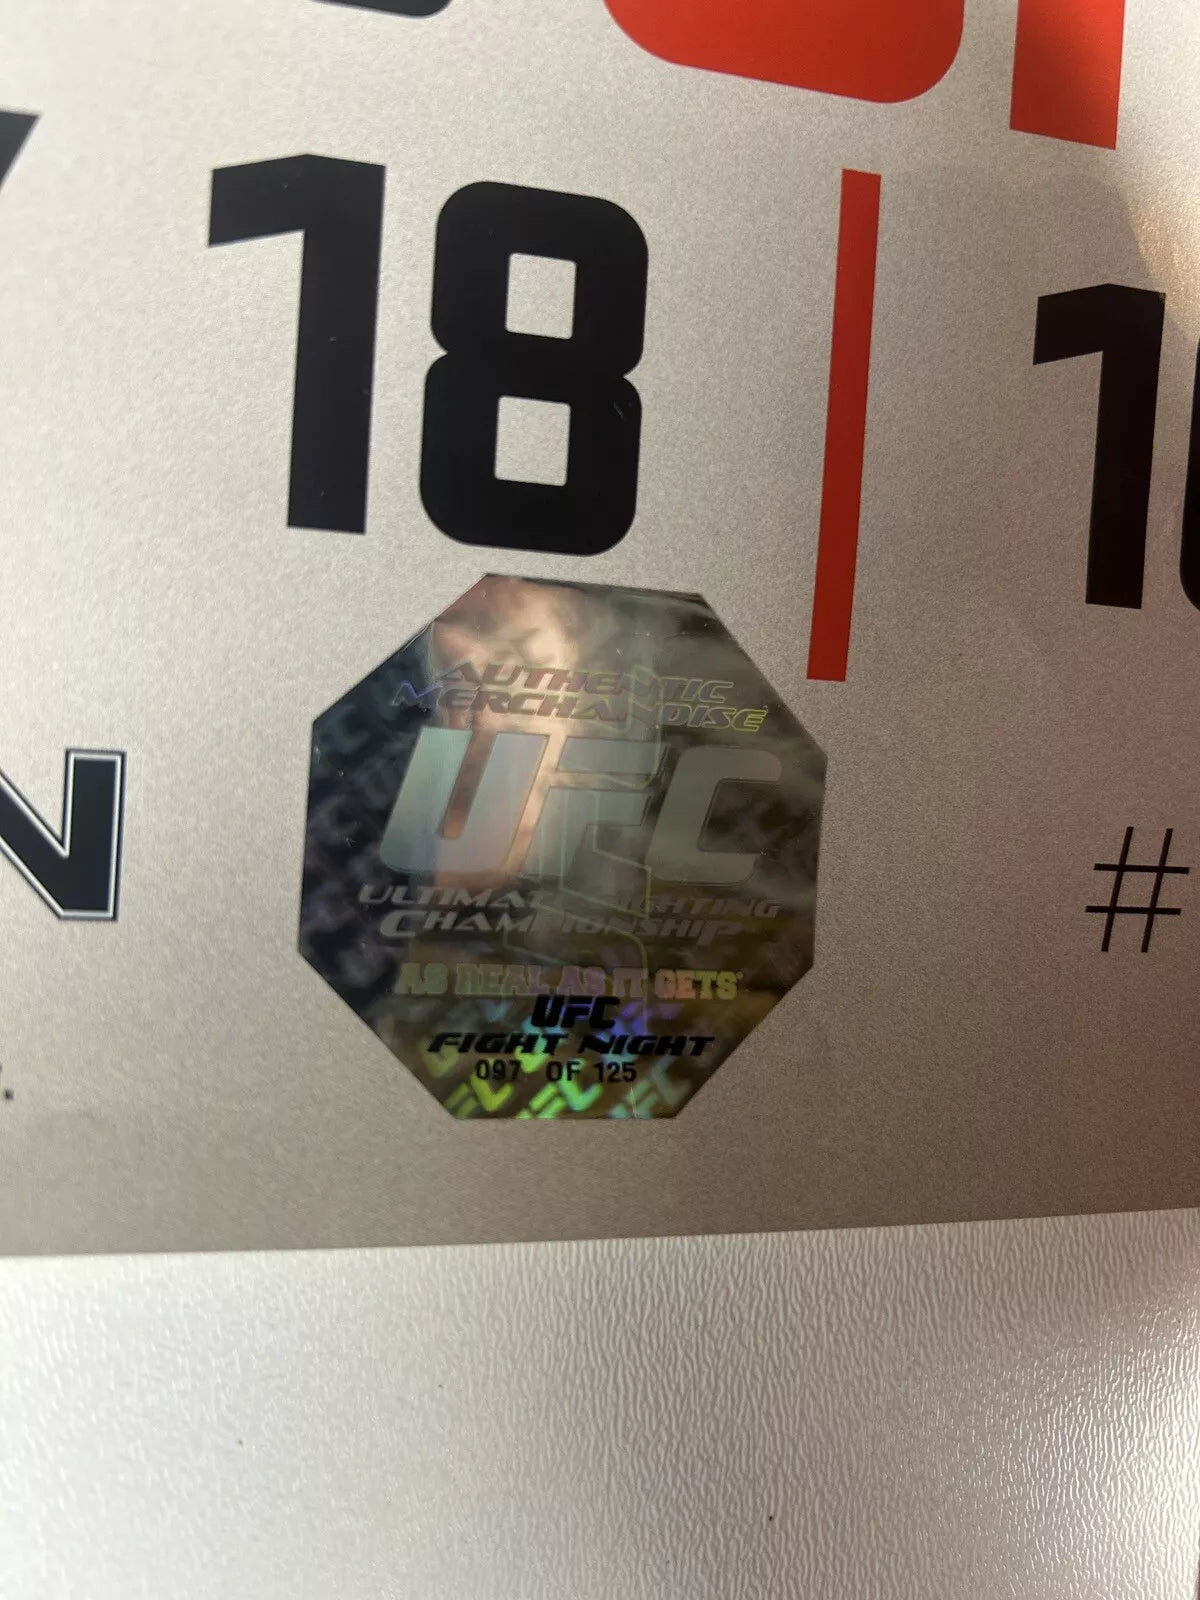 18
#
AUTHENTIC
MERCHANDISE
UFC
ULTIMATE FIGHTING
CHAMPIONSHIP
AS REAL AS IT GETS
UFC
FIGHT NIGHT
097 OF 125